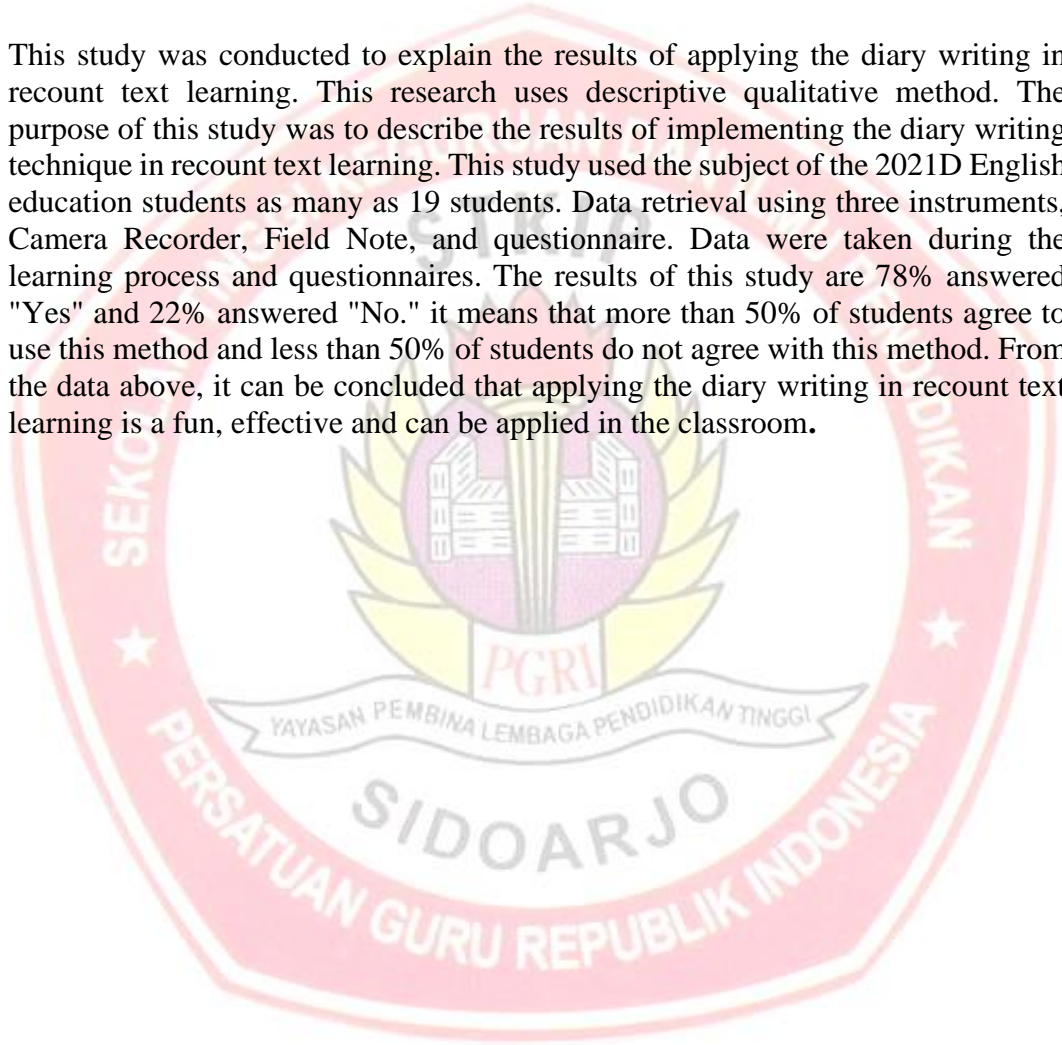 This study was conducted to explain the results of applying the diary writing in
recount text learning. This research uses descriptive qualitative method. The
purpose of this study was to describe the results of implementing the diary writing
technique in recount text learning. This study used the subject of the 2021D English
education students as many as 19 students. Data retrieval using three instruments,
Camera Recorder, Field Note, and questionnaire. Data were taken during the
learning process and questionnaires. The results of this study are 78% answered
"Yes" and 22% answered "No." it means that more than 50% of students agree to
use this method and less than 50% of students do not agree with this method. From
the data above, it can be concluded that applying the diary writing in recount text
learning is a fun, effective and can be applied in the classroom.
SEKOLAH TINGGI KEGURUAN DAN ILMU PENDIDIKAN
STKIP
PGRI
YAYASAN PEMBINA LEMBAGA PENDIDIKAN TINGGI
SIDOARJO
PERSATUAN GURU REPUBLIK INDONESIA